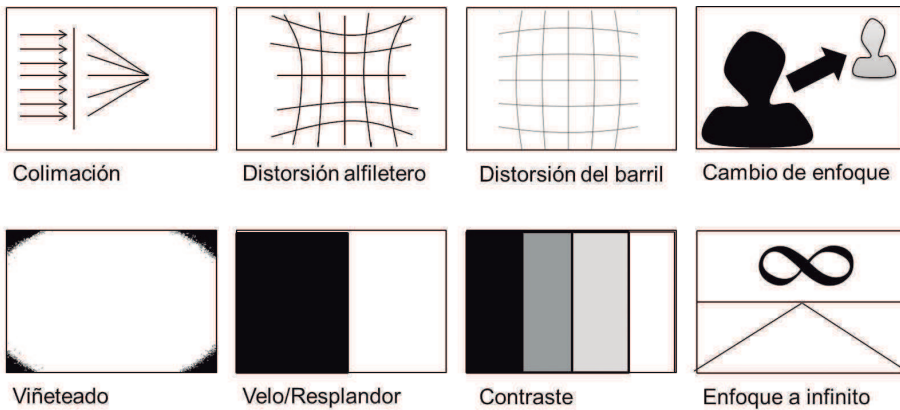 Colimación
Distorsión alfiletero
Distorsión del barril
Cambio de enfoque
Viñeteado
Velo/Resplandor
Contraste
Enfoque a infinito